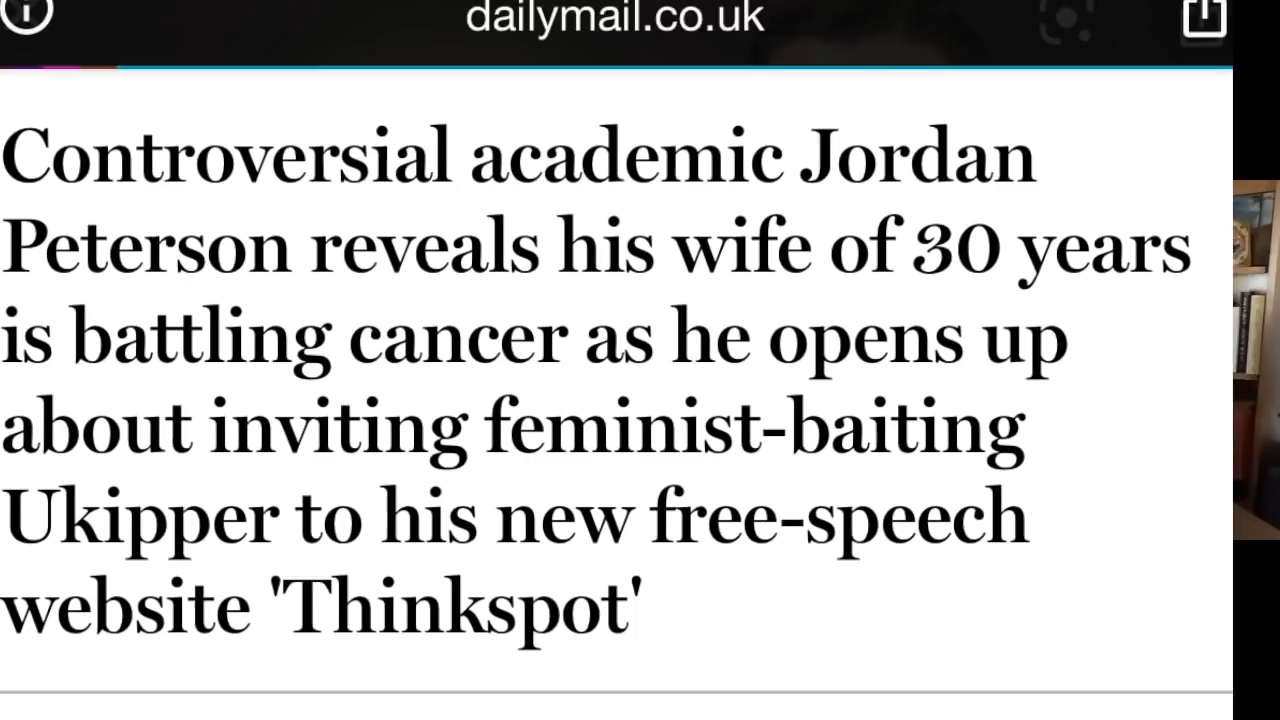 dailymail.co.uk
Controversial academic Jordan
Peterson reveals his wife of 30 years
is battling cancer as he opens up
about inviting feminist-baiting
Ukipper to his new free-speech
website 'Thinkspot'